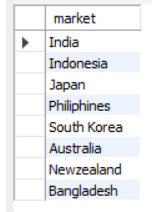 market
India
Indonesia
Japan
Philiphines
South Korea
Australia
Newzealand
Bangladesh